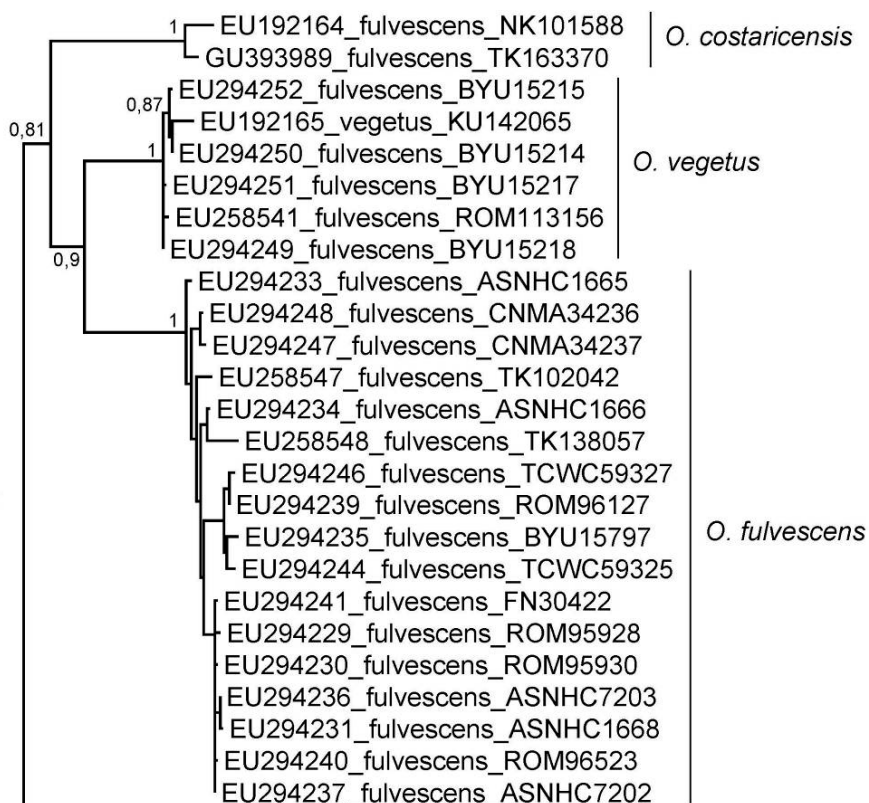 1
EU192164_fulvescens_NK101588
GU393989_fulvescens_TK163370
O. costaricensis
EU294252_fulvescens_BYU15215
0,87
EU192165_vegetus_KU142065
0,81
1
EU294250_fulvescens_BYU15214
O. vegetus
EU294251_fulvescens_BYU15217
EU258541_fulvescens_ROM113156
EU294249_fulvescens_BYU15218
0,9
EU294233_fulvescens_ASNHC1665
EU294248_fulvescens_CNMA34236
1
EU294247_fulvescens_CNMA34237
EU258547_fulvescens_TK102042
EU294234_fulvescens_ASNHC1666
EU258548_fulvescens_TK138057
EU294246_fulvescens_TCWC59327
EU294239_fulvescens_ROM96127
EU294235_fulvescens_BYU15797
O. fulvescens
EU294244_fulvescens_TCWC59325
EU294241_fulvescens_FN30422
EU294229_fulvescens_ROM95928
EU294230_fulvescens_ROM95930
EU294236_fulvescens_ASNHC7203
EU294231_fulvescens_ASNHC1668
EU294240_fulvescens_ROM96523
EU294237_fulvescens_ASNHC7202